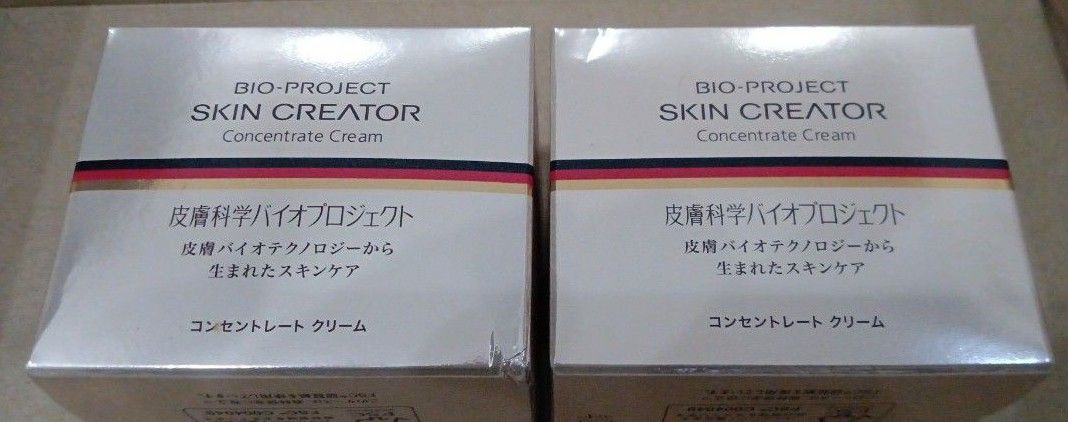 BIO-PROJECT
SKIN CREATOR
Concentrate Cream
皮膚科学バイオプロジェクト
皮膚バイオテクノロジーから
生まれたスキンケア
コンセントレート クリーム
FSC® C004049
BIO-PROJECT
SKIN CREATOR
Concentrate Cream
皮膚科学バイオプロジェクト
皮膚バイオテクノロジーから
生まれたスキンケア
コンセントレート クリーム
FSC® C004049